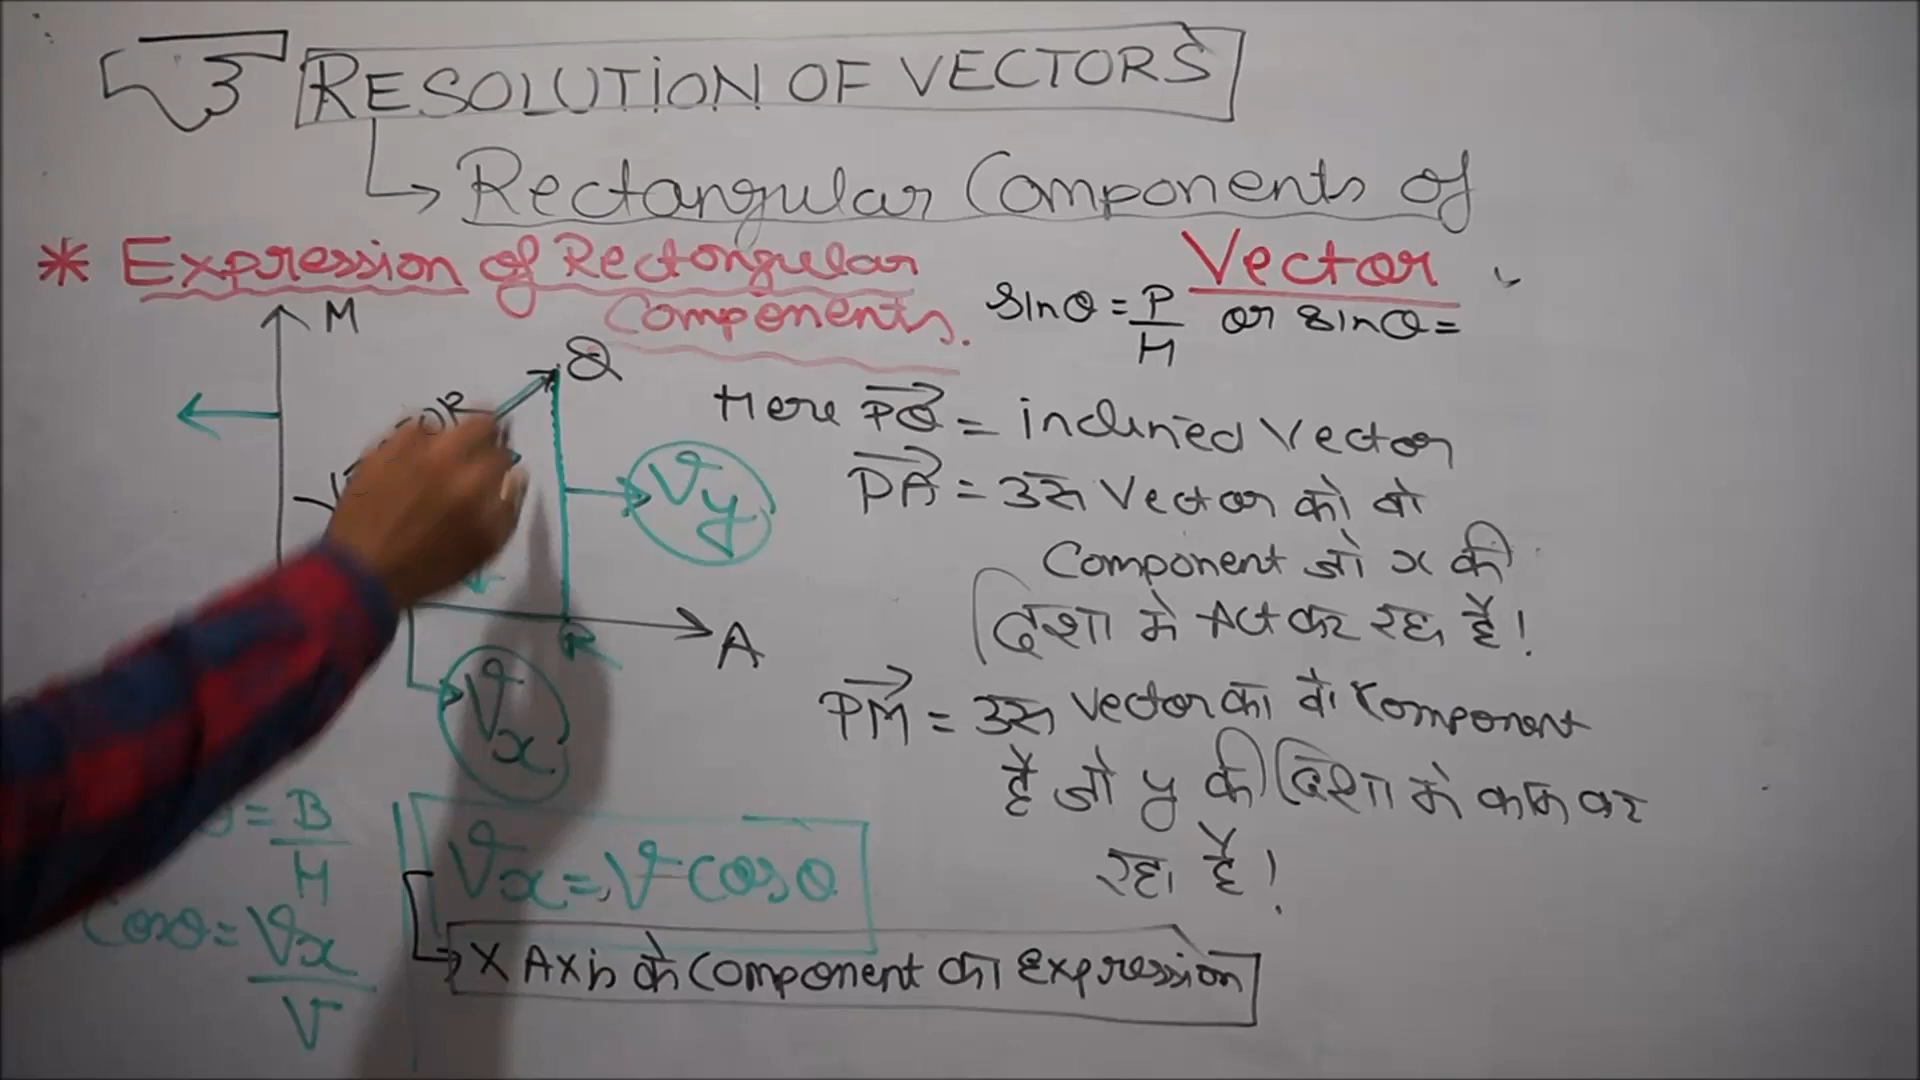 RESOLUTION OF VECTORS
Rectangular Components of
Vector
* Expression of Rectongular
Components.
sinθ = P/H or sinθ =
M
Q
Here PQ = inclined Vector
Vy
PA = उस Vector को वो
Component जो x की
दिशा मे Act कर रहा है!
R
A
Vx
PM = उस Vector का वो Component
है जो y की दिशा मे काम कर
रहा है!
= B/H
Cosθ = Vx/V
Vx = V cosθ
X Axis के Component का expression